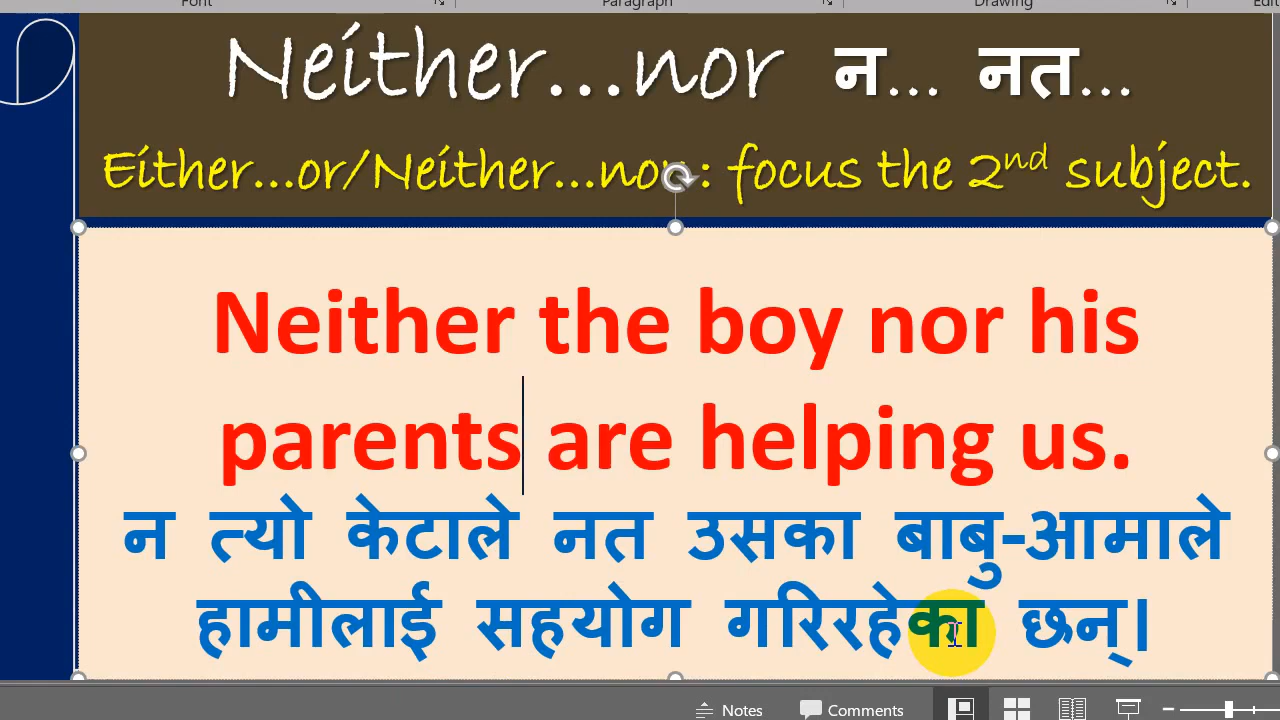 Font Paragraph Drawing Edit
Neither...nor न... नत...
Either...or/Neither...nor: focus the 2nd subject.
Neither the boy nor his
parents are helping us.
न त्यो केटाले नत उसका बाबु-आमाले
हामीलाई सहयोग गरिरहेका छन्।
Notes Comments